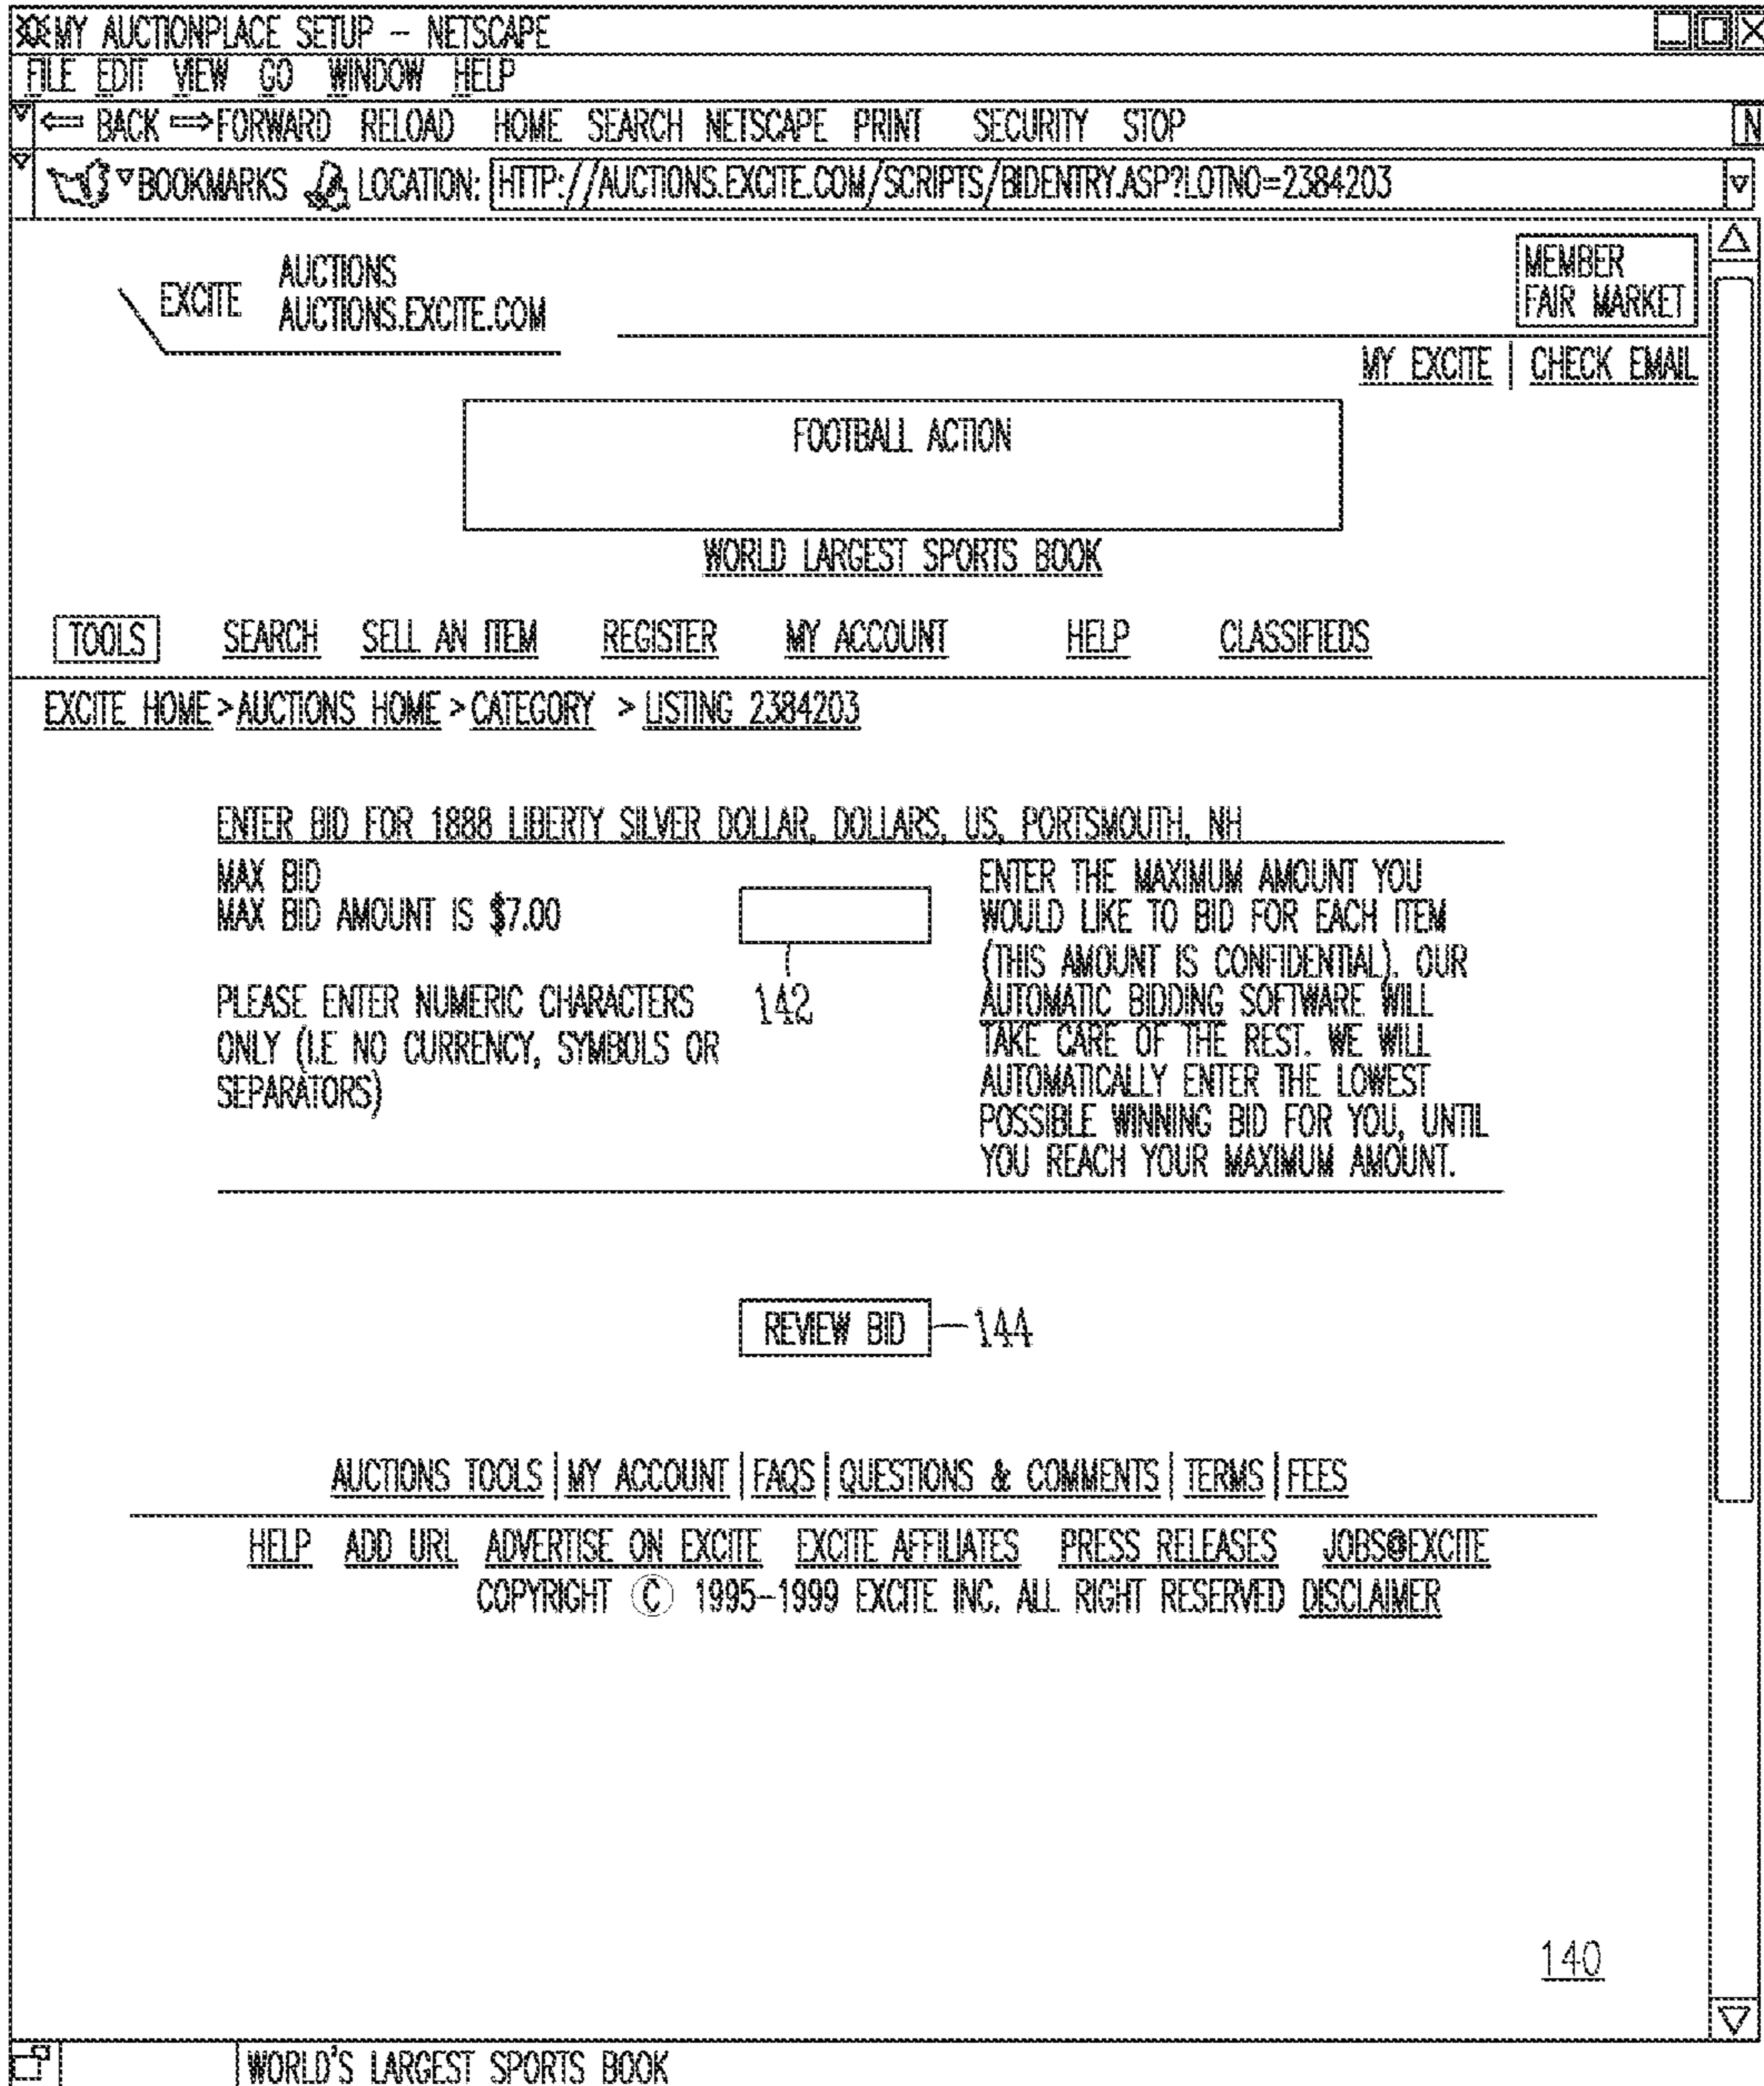 MY AUCTIONPLACE SETUP – NETSCAPE
FILE EDIT VIEW GO WINDOW HELP
BACK FORWARD RELOAD HOME SEARCH NETSCAPE PRINT SECURITY STOP N
BOOKMARKS LOCATION: HTTP://AUCTIONS.EXCITE.COM/SCRIPTS/BIDENTRY.ASP?LOTNO=2384203
EXCITE
AUCTIONS
AUCTIONS.EXCITE.COM
MEMBER
FAIR MARKET
MY EXCITE | CHECK EMAIL
FOOTBALL ACTION
WORLD LARGEST SPORTS BOOK
TOOLS SEARCH SELL AN ITEM REGISTER MY ACCOUNT HELP CLASSIFIEDS
EXCITE HOME > AUCTIONS HOME > CATEGORY > LISTING 2384203
ENTER BID FOR 1888 LIBERTY SILVER DOLLAR, DOLLARS, US, PORTSMOUTH, NH
MAX BID
MAX BID AMOUNT IS $7.00
PLEASE ENTER NUMERIC CHARACTERS
ONLY (I.E NO CURRENCY, SYMBOLS OR
SEPARATORS)
142
ENTER THE MAXIMUM AMOUNT YOU
WOULD LIKE TO BID FOR EACH ITEM
(THIS AMOUNT IS CONFIDENTIAL). OUR
AUTOMATIC BIDDING SOFTWARE WILL
TAKE CARE OF THE REST. WE WILL
AUTOMATICALLY ENTER THE LOWEST
POSSIBLE WINNING BID FOR YOU, UNTIL
YOU REACH YOUR MAXIMUM AMOUNT.
REVIEW BID 144
AUCTIONS TOOLS | MY ACCOUNT | FAQS | QUESTIONS & COMMENTS | TERMS | FEES
HELP ADD URL ADVERTISE ON EXCITE EXCITE AFFILIATES PRESS RELEASES JOBS@EXCITE
COPYRIGHT © 1995–1999 EXCITE INC. ALL RIGHT RESERVED DISCLAIMER
140
WORLD'S LARGEST SPORTS BOOK